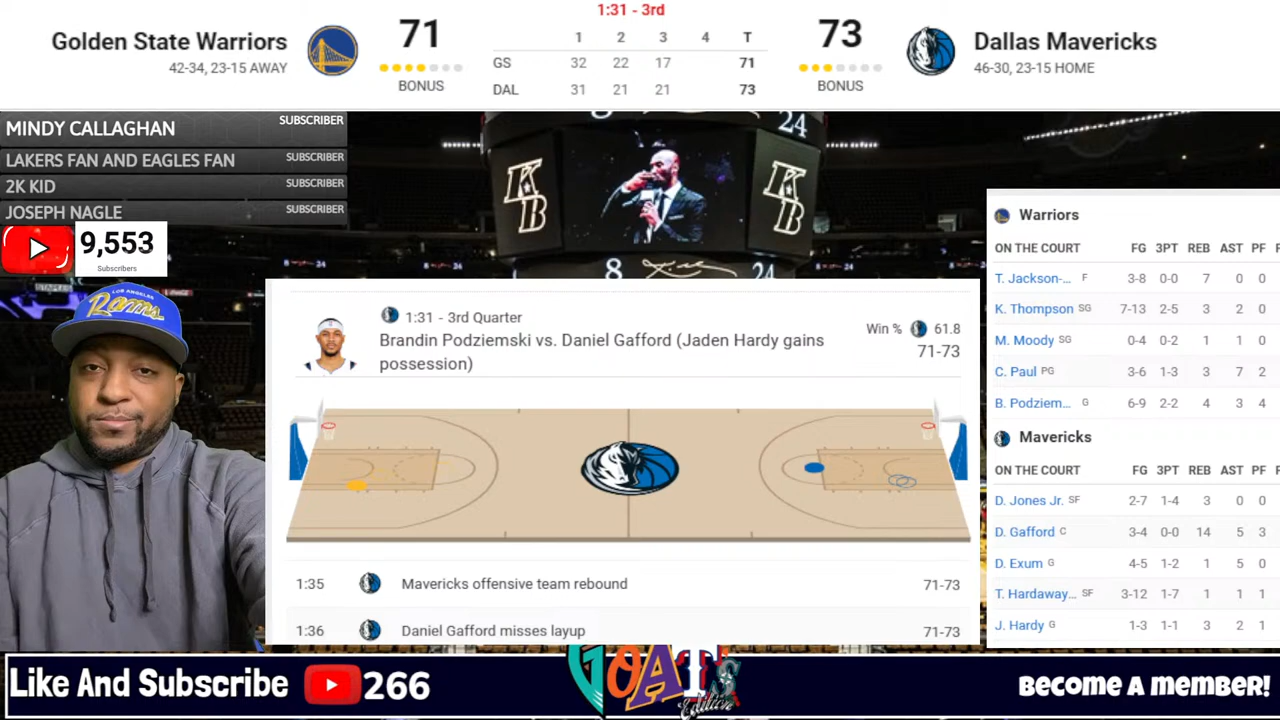 1:31 - 3rd
Golden State Warriors
42-34, 23-15 AWAY
71
BONUS
1 2 3 4 T
GS 32 22 17 71
DAL 31 21 21 73
73
BONUS
Dallas Mavericks
46-30, 23-15 HOME
MINDY CALLAGHAN SUBSCRIBER
LAKERS FAN AND EAGLES FAN SUBSCRIBER
2K KID SUBSCRIBER
JOSEPH NAGLE SUBSCRIBER
9,553
Subscribers
24
KB
KB
8 24
LOS ANGELES
Rams
1:31 - 3rd Quarter
Brandin Podziemski vs. Daniel Gafford (Jaden Hardy gains
possession)
Win % 61.8
71-73
1:35 Mavericks offensive team rebound 71-73
1:36 Daniel Gafford misses layup 71-73
Warriors
ON THE COURT FG 3PT REB AST PF
T. Jackson-... F 3-8 0-0 7 0 0
K. Thompson SG 7-13 2-5 3 2 0
M. Moody SG 0-4 0-2 1 1 0
C. Paul PG 3-6 1-3 3 7 2
B. Podziem... G 6-9 2-2 4 3 4
Mavericks
ON THE COURT FG 3PT REB AST PF
D. Jones Jr. SF 2-7 1-4 3 0 0
D. Gafford C 3-4 0-0 14 5 3
D. Exum G 4-5 1-2 1 5 0
T. Hardaway... SF 3-12 1-7 1 1 1
J. Hardy G 1-3 1-1 3 2 1
Like And Subscribe 266
GOATS
Edition
Become a member!